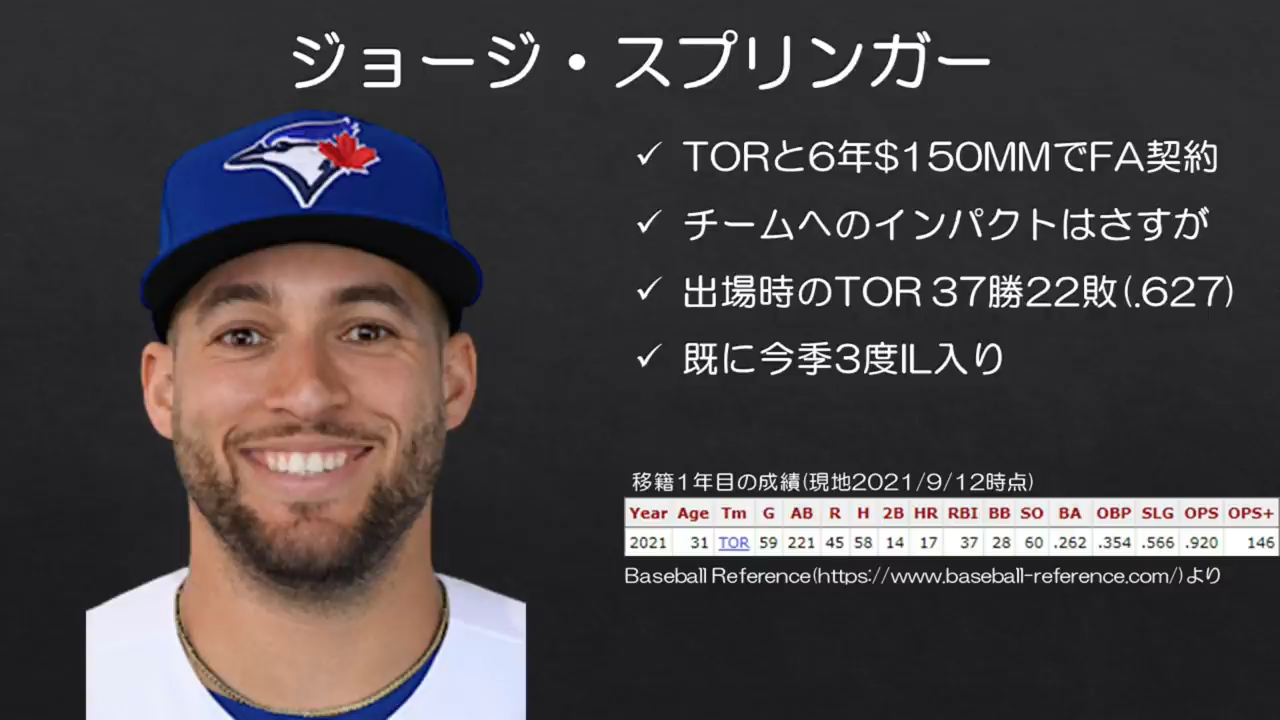 ジョージ・スプリンガー
✓ TORと6年$150MMでFA契約
✓ チームへのインパクトはさすが
✓ 出場時のTOR 37勝22敗(.627)
✓ 既に今季3度IL入り
移籍1年目の成績(現地2021/9/12時点)
Year Age Tm G AB R H 2B HR RBI BB SO BA OBP SLG OPS OPS+
2021 31 TOR 59 221 45 58 14 17 37 28 60 .262 .354 .566 .920 146
Baseball Reference(https://www.baseball-reference.com/)より